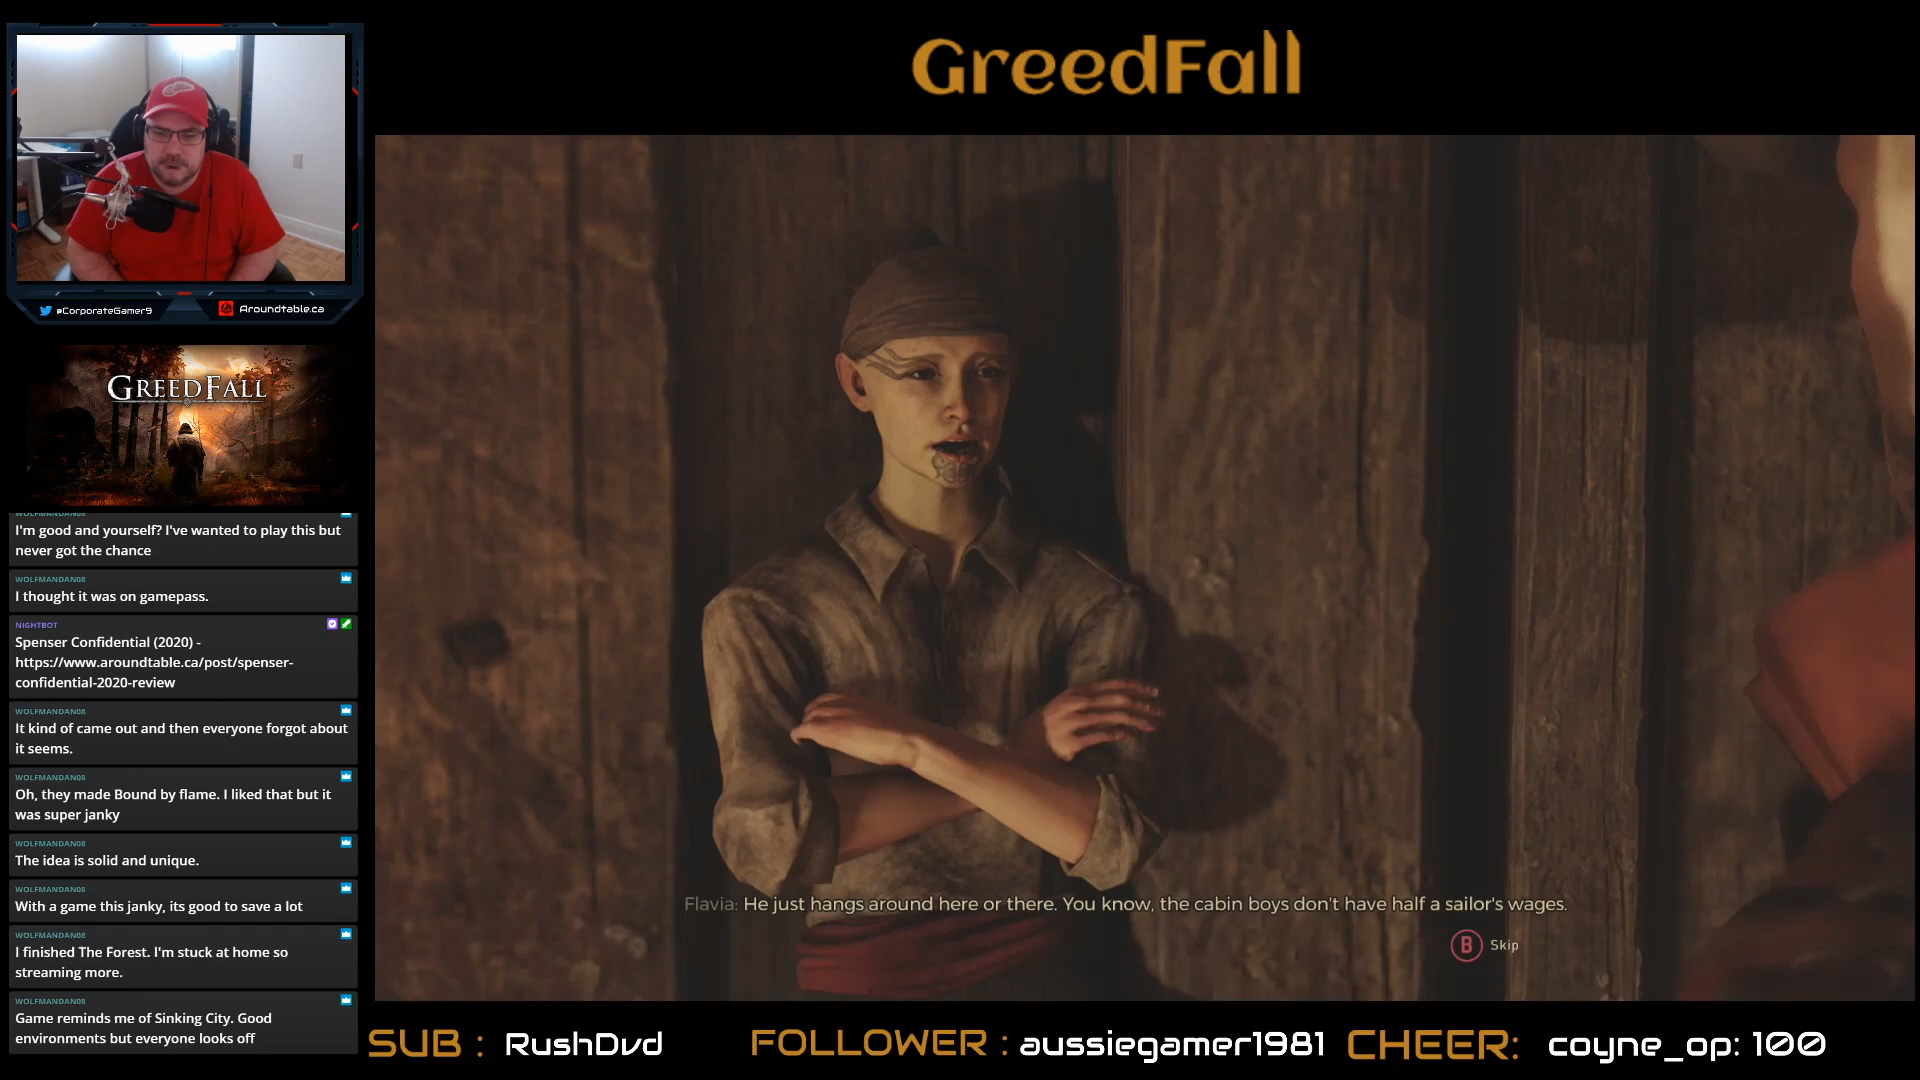 GreedFall
@CorporateGamer9
Aroundtable.ca
GREEDFALL
WOLFMANDAN08
I'm good and yourself? I've wanted to play this but
never got the chance
WOLFMANDAN08
I thought it was on gamepass.
NIGHTBOT
Spenser Confidential (2020) -
https://www.aroundtable.ca/post/spenser-
confidential-2020-review
WOLFMANDAN08
It kind of came out and then everyone forgot about
it seems.
WOLFMANDAN08
Oh, they made Bound by flame. I liked that but it
was super janky
WOLFMANDAN08
The idea is solid and unique.
WOLFMANDAN08
With a game this janky, its good to save a lot
WOLFMANDAN08
I finished The Forest. I'm stuck at home so
streaming more.
WOLFMANDAN08
Game reminds me of Sinking City. Good
environments but everyone looks off
Flavia: He just hangs around here or there. You know, the cabin boys don't have half a sailor's wages.
B Skip
SUB : RushDvd
FOLLOWER : aussiegamer1981
CHEER: coyne_op: 100